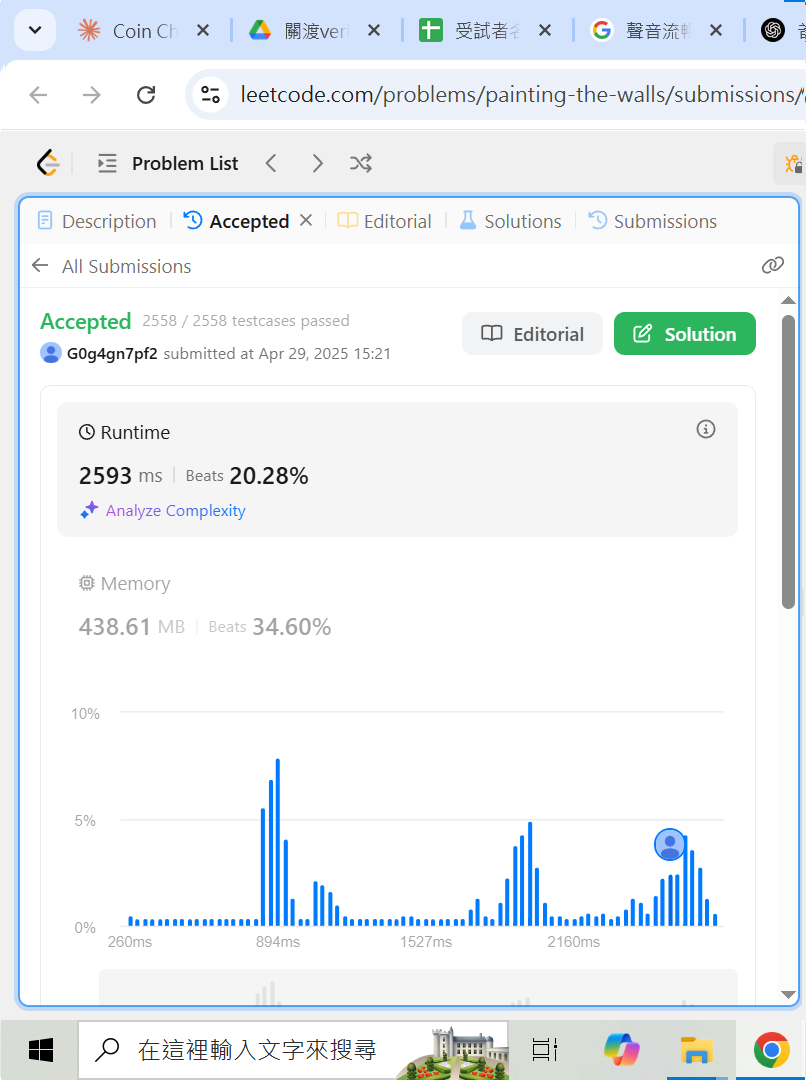 Coin Ch
關渡ver
受試者
聲音流
leetcode.com/problems/painting-the-walls/submissions/
Problem List
Description
Accepted
Editorial
Solutions
Submissions
All Submissions
Accepted 2558 / 2558 testcases passed
G0g4gn7pf2 submitted at Apr 29, 2025 15:21
Editorial
Solution
Runtime
2593 ms Beats 20.28%
Analyze Complexity
Memory
438.61 MB Beats 34.60%
10%
5%
0%
260ms 894ms 1527ms 2160ms
在這裡輸入文字來搜尋